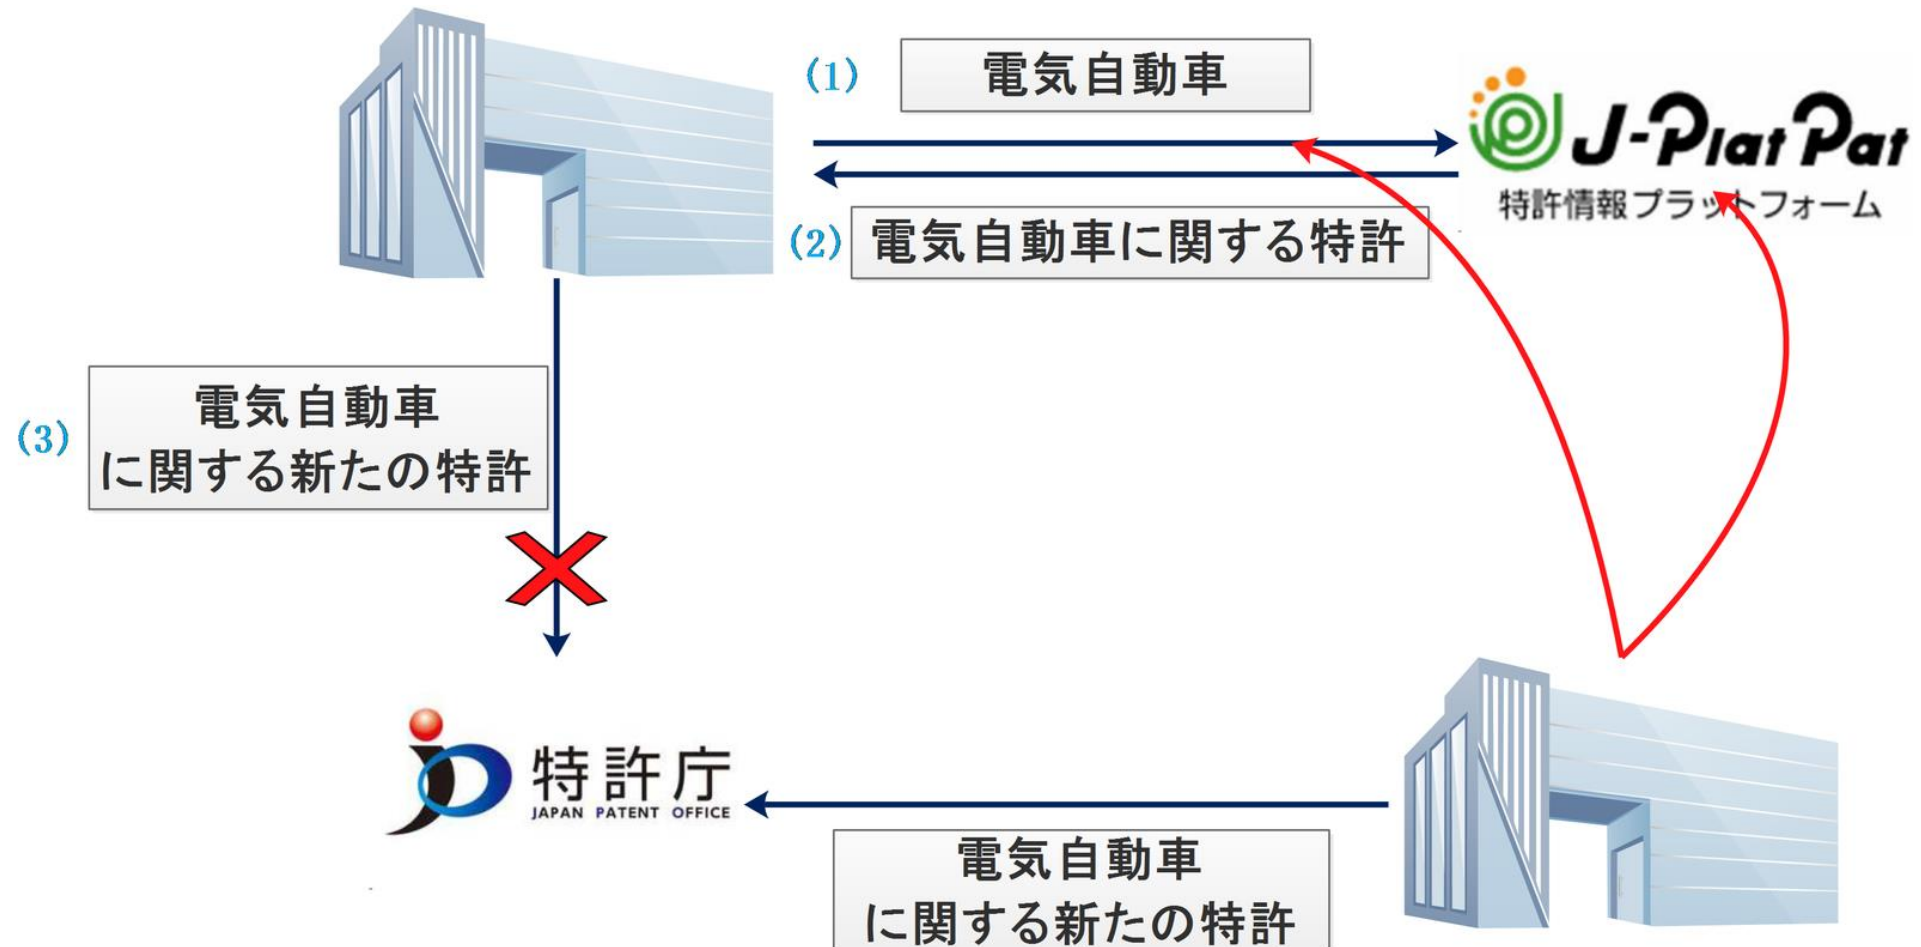 (1)
電気自動車
J-PlatPat
特許情報プラットフォーム
(2)
電気自動車に関する特許
(3)
電気自動車
に関する新たの特許
特許庁
JAPAN PATENT OFFICE
電気自動車
に関する新たの特許